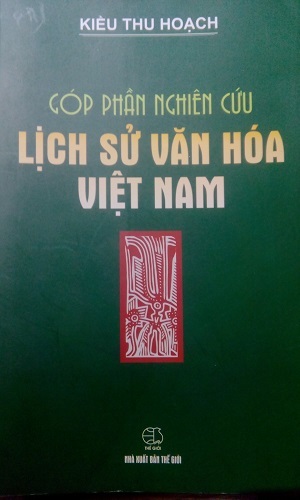 KIỀU THU HOẠCH
GÓP PHẦN NGHIÊN CỨU
LỊCH SỬ VĂN HÓA
VIỆT NAM
THẾ GIỚI
NHÀ XUẤT BẢN THẾ GIỚI